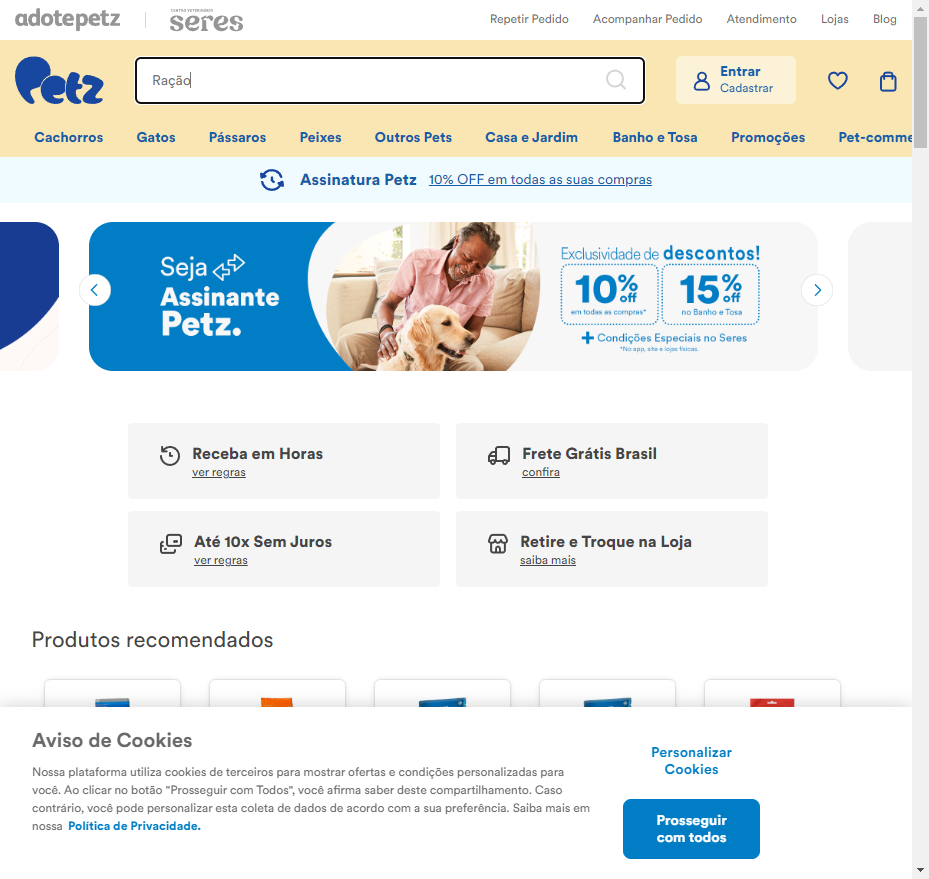 adotepetz
CENTRO VETERINÁRIO
seres
Repetir Pedido Acompanhar Pedido Atendimento Lojas Blog
Petz
Ração
Entrar
Cadastrar
Cachorros Gatos Pássaros Peixes Outros Pets Casa e Jardim Banho e Tosa Promoções Pet-comme
Assinatura Petz 10% OFF em todas as suas compras
Seja
Assinante
Petz.
Exclusividade de descontos!
10% off
em todas as compras*
15% off
no Banho e Tosa
+ Condições Especiais no Seres
*No app, site e lojas físicas.
Receba em Horas
ver regras
Frete Grátis Brasil
confira
Até 10x Sem Juros
ver regras
Retire e Troque na Loja
saiba mais
Produtos recomendados
Aviso de Cookies
Nossa plataforma utiliza cookies de terceiros para mostrar ofertas e condições personalizadas para
você. Ao clicar no botão "Prosseguir com Todos", você afirma saber deste compartilhamento. Caso
contrário, você pode personalizar esta coleta de dados de acordo com a sua preferência. Saiba mais em
nossa Política de Privacidade.
Personalizar
Cookies
Prosseguir
com todos